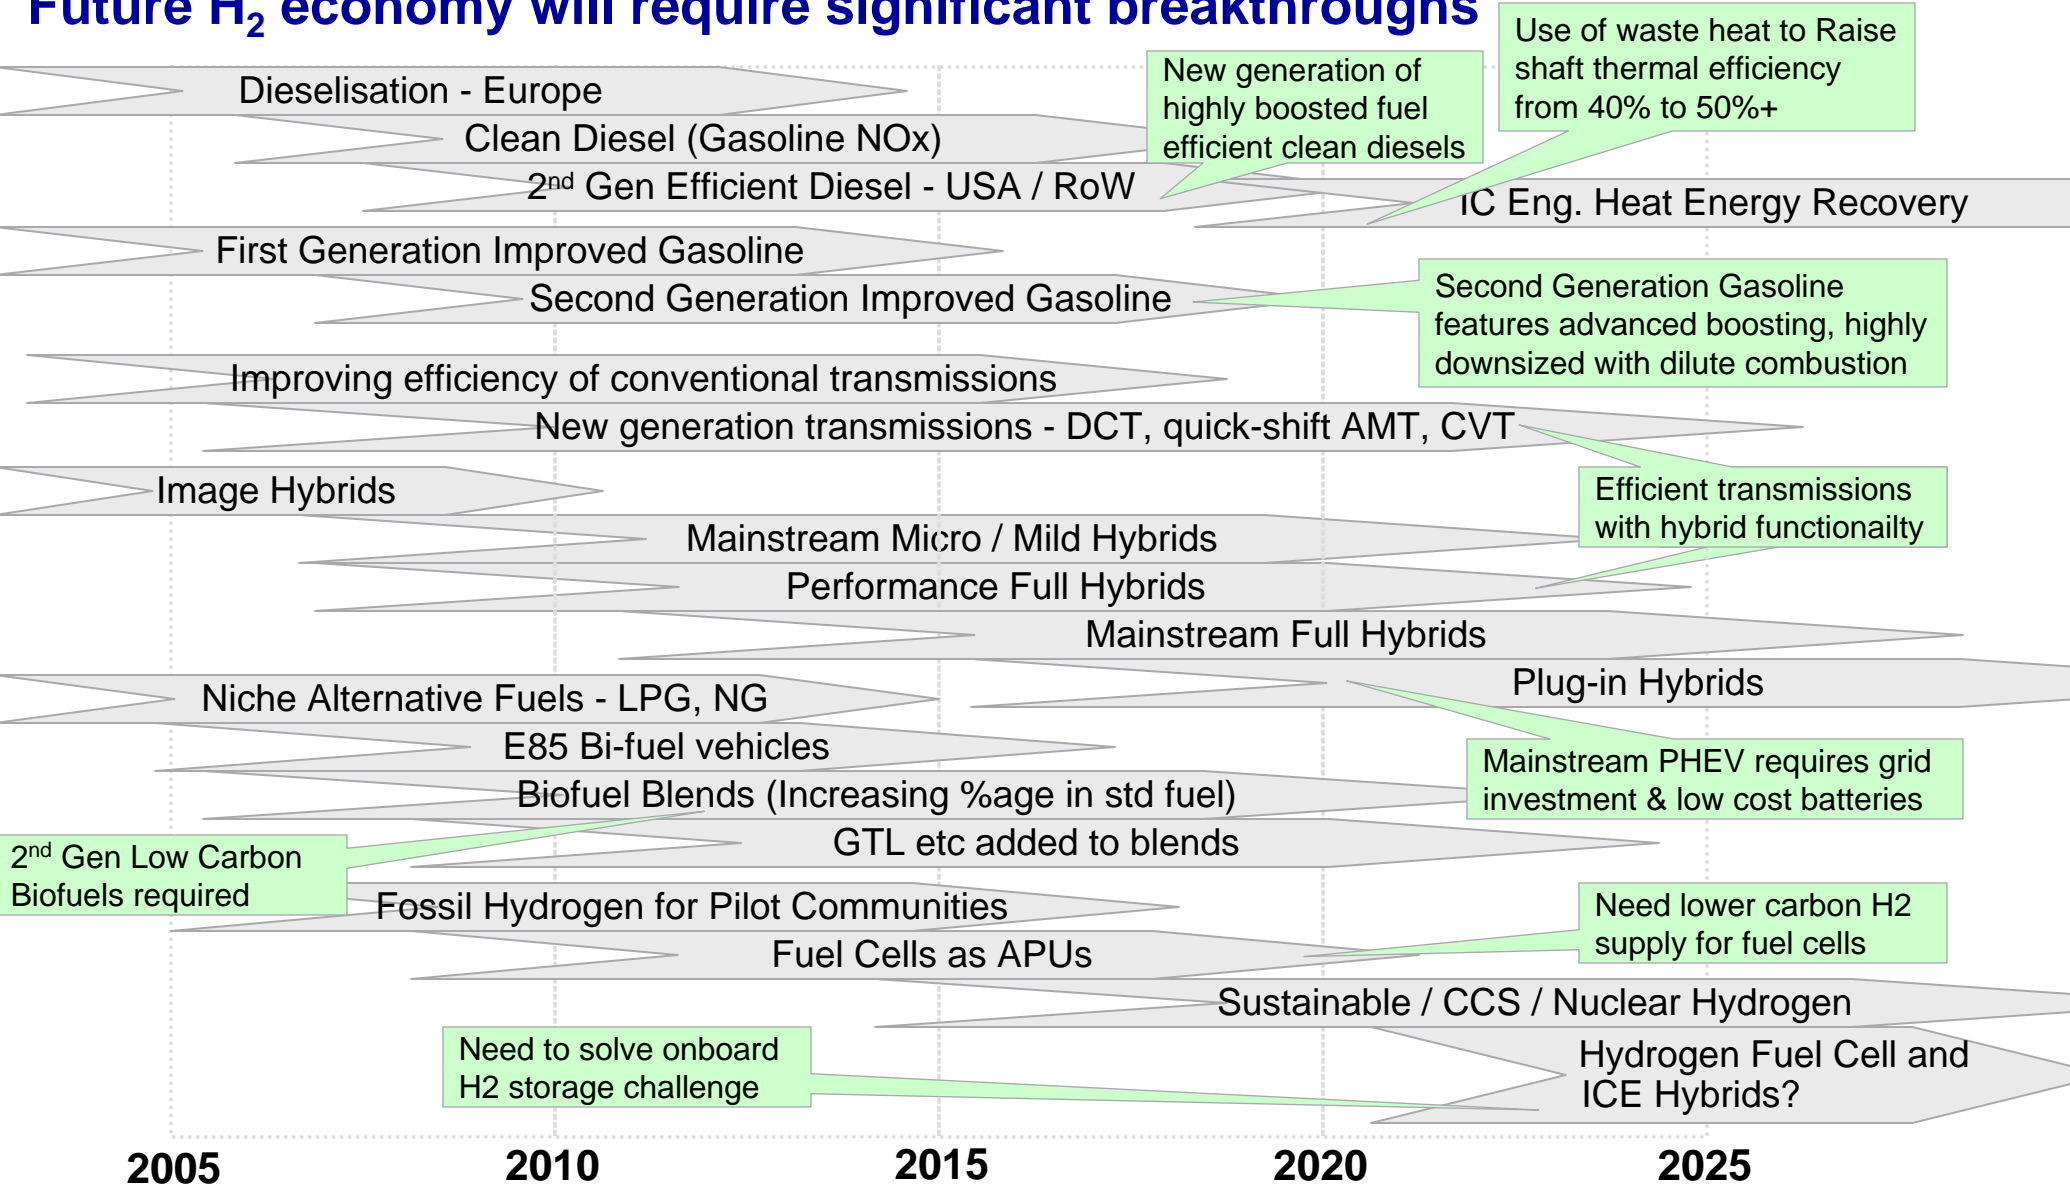 Future H2 economy will require significant breakthroughs
Use of waste heat to Raise
shaft thermal efficiency
from 40% to 50%+
New generation of
highly boosted fuel
efficient clean diesels
Dieselisation - Europe
Clean Diesel (Gasoline NOx)
2nd Gen Efficient Diesel - USA / RoW
IC Eng. Heat Energy Recovery
First Generation Improved Gasoline
Second Generation Improved Gasoline
Second Generation Gasoline
features advanced boosting, highly
downsized with dilute combustion
Improving efficiency of conventional transmissions
New generation transmissions - DCT, quick-shift AMT, CVT
Image Hybrids
Efficient transmissions
with hybrid functionailty
Mainstream Micro / Mild Hybrids
Performance Full Hybrids
Mainstream Full Hybrids
Plug-in Hybrids
Niche Alternative Fuels - LPG, NG
E85 Bi-fuel vehicles
Mainstream PHEV requires grid
investment & low cost batteries
Biofuel Blends (Increasing %age in std fuel)
GTL etc added to blends
2nd Gen Low Carbon
Biofuels required
Fossil Hydrogen for Pilot Communities
Need lower carbon H2
supply for fuel cells
Fuel Cells as APUs
Sustainable / CCS / Nuclear Hydrogen
Need to solve onboard
H2 storage challenge
Hydrogen Fuel Cell and
ICE Hybrids?
2005 2010 2015 2020 2025